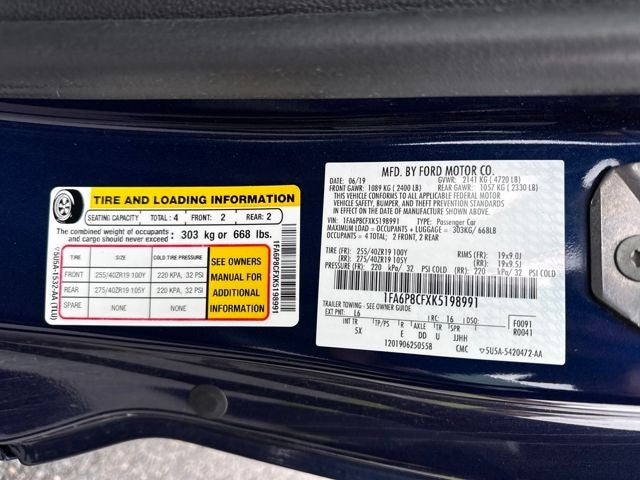 TIRE AND LOADING INFORMATION
SEATING CAPACITY TOTAL: 4 FRONT: 2 REAR: 2
The combined weight of occupants and cargo should never exceed: 303 kg or 668 lbs.
TIRE SIZE COLD TIRE PRESSURE
FRONT 255/40ZR19 100Y 220 KPA, 32 PSI
REAR 275/40ZR19 105Y 220 KPA, 32 PSI
SPARE NONE NONE
SEE OWNERS
MANUAL FOR
ADDITIONAL
INFORMATION
5U5A-1532-AA (TLU)
1FA6P8CFXK5198991
MFD. BY FORD MOTOR CO.
06/19 GVWR: 2141 KG ( 4720 LB)
FRONT GAWR: 1089 KG ( 2400 LB) REAR GAWR: 1057 KG ( 2330 LB)
THIS VEHICLE CONFORMS TO ALL APPLICABLE FEDERAL MOTOR
VEHICLE SAFETY, BUMPER, AND THEFT PREVENTION STANDARDS IN
EFFECT ON THE DATE OF MANUFACTURE SHOWN ABOVE.
VIN: 1FA6P8CFXK5198991 TYPE: Passenger Car
MAXIMUM LOAD = OCCUPANTS + LUGGAGE = 303KG/ 668LB
OCCUPANTS = 4 TOTAL; 2 FRONT, 2 REAR
TIRE (FR): 255/40ZR19 100Y RIMS (FR): 19x9.0J
(RR): 275/40ZR19 105Y (RR): 19x9.5J
PRESSURE (FR): 220 kPa/ 32 PSI COLD (RR): 220 kPa/ 32 PSI COLD
1FA6P8CFXK5198991
TRAILER TOWING - SEE OWNER GUIDE
EXT PNT: L6 RC: 16 DSO: F0091
INT TR TP/PS R AXLE TR SPR R0041
5X E DD U JJHH
1201906250558 CMC 5U5A-5420472-AA